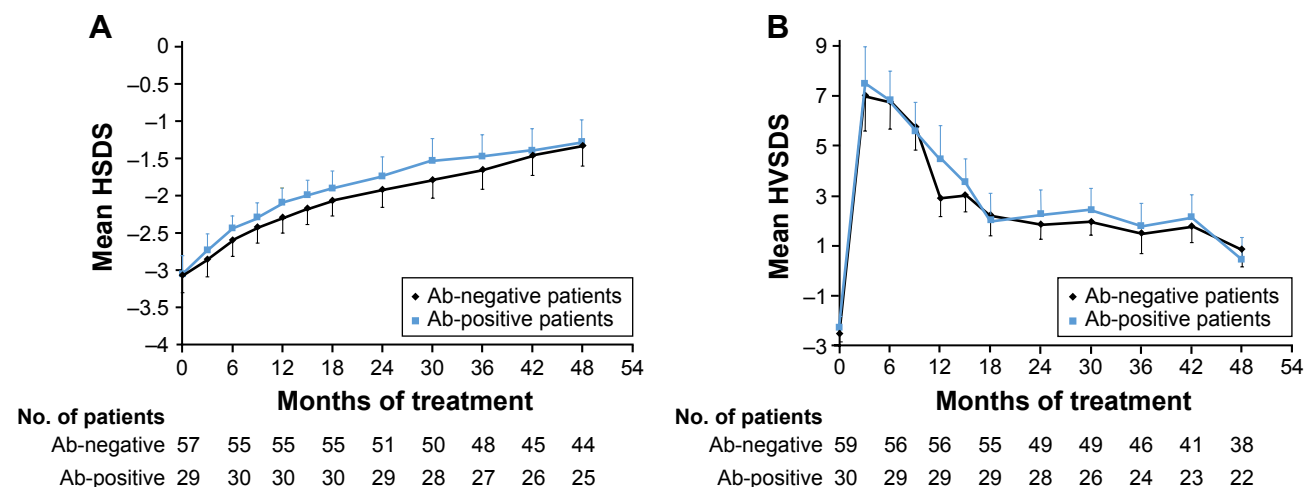 A
0
–0.5
–1
–1.5
–2
–2.5
–3
–3.5
–4
Mean HSDS
Ab-negative patients
Ab-positive patients
0 6 12 18 24 30 36 42 48 54
Months of treatment
No. of patients
Ab-negative 57 55 55 55 51 50 48 45 44
Ab-positive 29 30 30 30 29 28 27 26 25
B
9
7
5
3
1
–1
–3
Mean HVSDS
Ab-negative patients
Ab-positive patients
0 6 12 18 24 30 36 42 48 54
Months of treatment
No. of patients
Ab-negative 59 56 56 55 49 49 46 41 38
Ab-positive 30 29 29 29 28 26 24 23 22